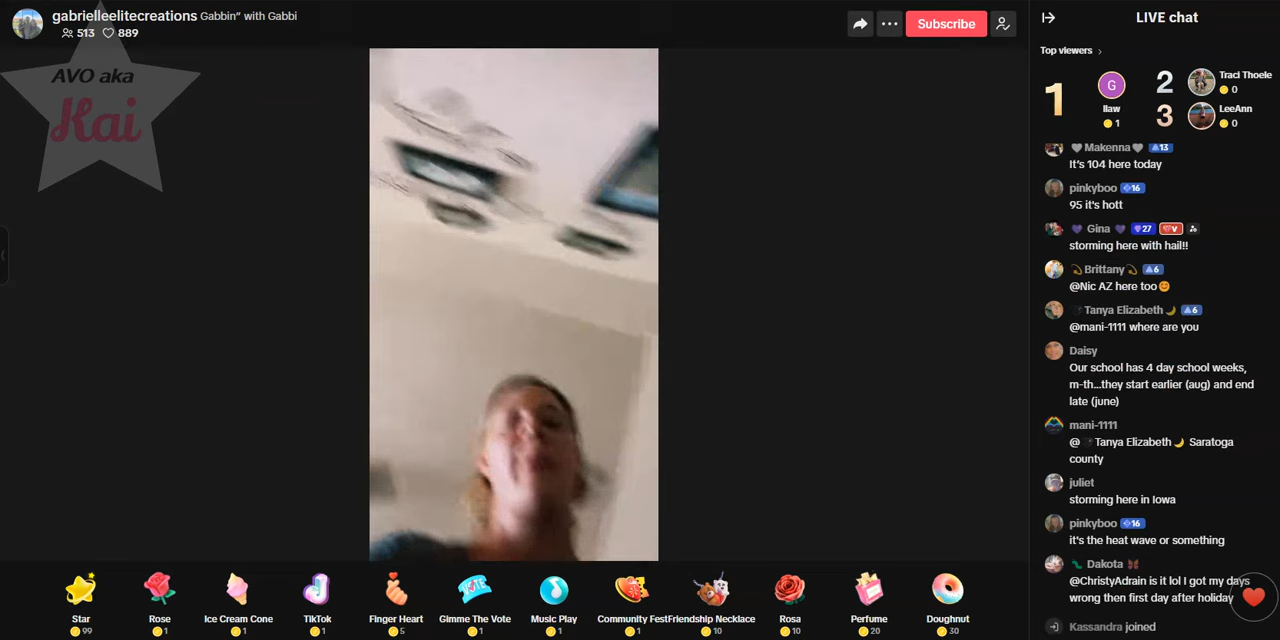 gabrielleelitecreations Gabbin" with Gabbi
513 889
AVO aka
Kai
Subscribe
LIVE chat
Top viewers
1
G
llaw
1
2
Traci Thoele
0
3
LeeAnn
0
Makenna 13
It's 104 here today
pinkyboo 16
95 it's hott
Gina 27 V
storming here with hail!!
Brittany 6
@Nic AZ here too
Tanya Elizabeth 6
@mani-1111 where are you
Daisy
Our school has 4 day school weeks,
m-th...they start earlier (aug) and end
late (june)
mani-1111
@ Tanya Elizabeth Saratoga
county
juliet
storming here in Iowa
pinkyboo 16
it's the heat wave or something
Dakota
@ChristyAdrain is it lol I got my days
wrong then first day after holiday
Kassandra joined
Star
99
Rose
1
Ice Cream Cone
1
TikTok
1
Finger Heart
5
VOTE
Gimme The Vote
1
Music Play
1
Community Fest
1
Friendship Necklace
10
Rosa
10
Perfume
20
Doughnut
30